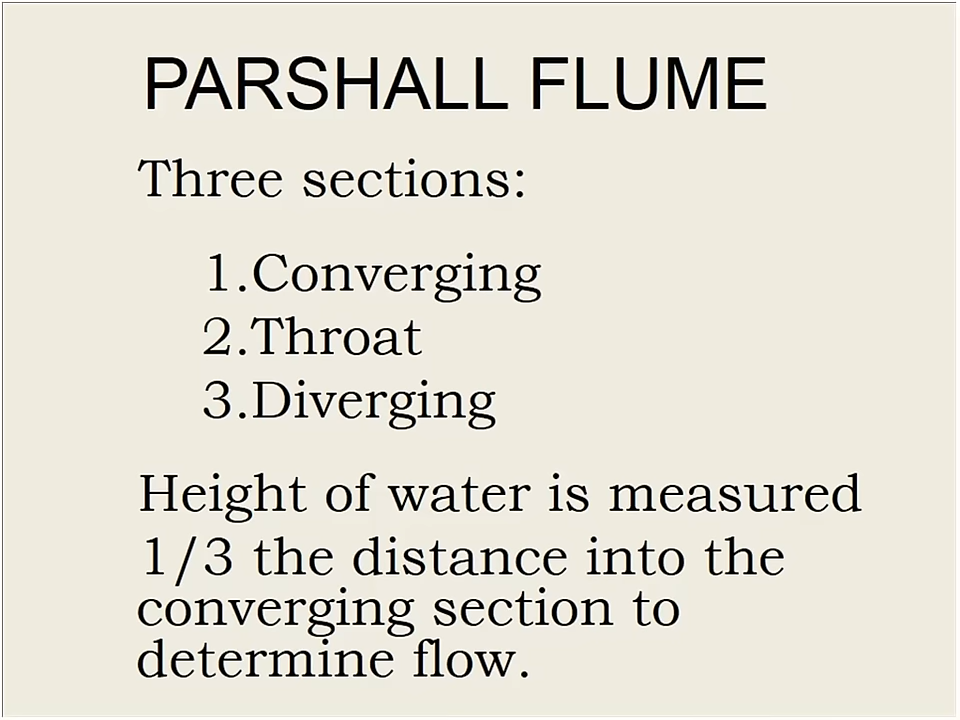 PARSHALL FLUME
Three sections:
1.Converging
2.Throat
3.Diverging
Height of water is measured
1/3 the distance into the
converging section to
determine flow.